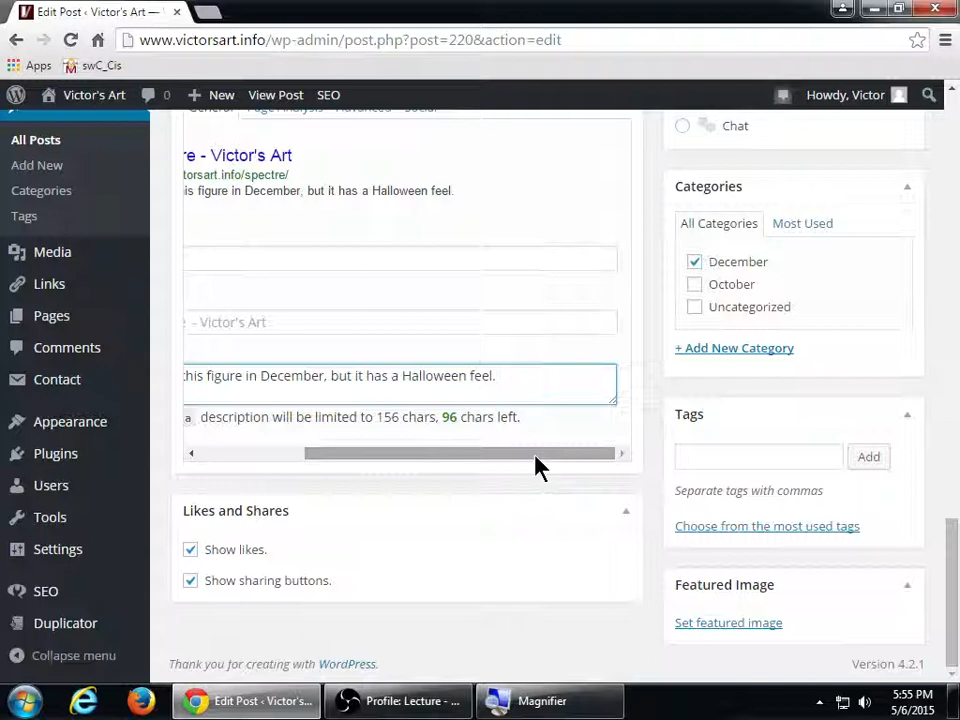 Edit Post ‹ Victor's Art —
www.victorsart.info/wp-admin/post.php?post=220&action=edit
Apps
swC_Cis
Victor's Art
0
New
View Post
SEO
Howdy, Victor
All Posts
Add New
Categories
Tags
Media
Links
Pages
Comments
Contact
Appearance
Plugins
Users
Tools
Settings
SEO
Duplicator
Collapse menu
re - Victor's Art
torsart.info/spectre/
his figure in December, but it has a Halloween feel.
- Victor's Art
this figure in December, but it has a Halloween feel.
a description will be limited to 156 chars, 96 chars left.
Likes and Shares
Show likes.
Show sharing buttons.
Thank you for creating with WordPress.
Chat
Categories
All Categories
Most Used
December
October
Uncategorized
+ Add New Category
Tags
Add
Separate tags with commas
Choose from the most used tags
Featured Image
Set featured image
Version 4.2.1
Edit Post ‹ Victor's...
Profile: Lecture - ...
Magnifier
5:55 PM
5/6/2015